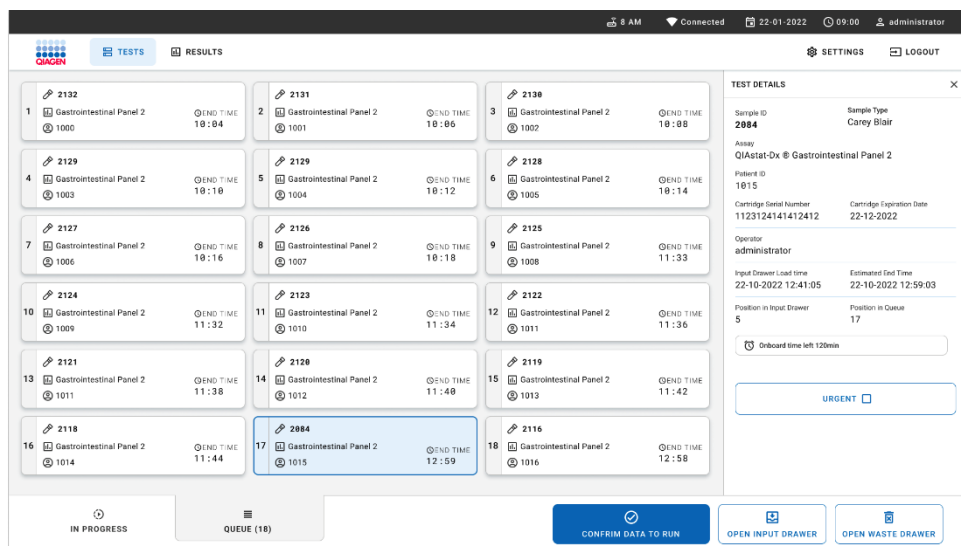 8 AM Connected 22-01-2022 09:00 administrator
QIAGEN TESTS RESULTS SETTINGS LOGOUT
1 2132
Gastrointestinal Panel 2 END TIME
1000 10:04
2 2131
Gastrointestinal Panel 2 END TIME
1001 10:06
3 2130
Gastrointestinal Panel 2 END TIME
1002 10:08
4 2129
Gastrointestinal Panel 2 END TIME
1003 10:10
5 2129
Gastrointestinal Panel 2 END TIME
1004 10:12
6 2128
Gastrointestinal Panel 2 END TIME
1005 10:14
7 2127
Gastrointestinal Panel 2 END TIME
1006 10:16
8 2126
Gastrointestinal Panel 2 END TIME
1007 10:18
9 2125
Gastrointestinal Panel 2 END TIME
1008 11:33
10 2124
Gastrointestinal Panel 2 END TIME
1009 11:32
11 2123
Gastrointestinal Panel 2 END TIME
1010 11:34
12 2122
Gastrointestinal Panel 2 END TIME
1011 11:36
13 2121
Gastrointestinal Panel 2 END TIME
1011 11:38
14 2120
Gastrointestinal Panel 2 END TIME
1012 11:40
15 2119
Gastrointestinal Panel 2 END TIME
1013 11:42
16 2118
Gastrointestinal Panel 2 END TIME
1014 11:44
17 2084
Gastrointestinal Panel 2 END TIME
1015 12:59
18 2116
Gastrointestinal Panel 2 END TIME
1016 12:58
TEST DETAILS
Sample ID Sample Type
2084 Carey Blair
Assay
QIAstat-Dx ® Gastrointestinal Panel 2
Patient ID
1015
Cartridge Serial Number Cartridge Expiration Date
1123124141412412 22-12-2022
Operator
administrator
Input Drawer Load time Estimated End Time
22-10-2022 12:41:05 22-10-2022 12:59:03
Position in Input Drawer Position in Queue
5 17
Onboard time left 120min
URGENT
IN PROGRESS QUEUE (18) CONFRIM DATA TO RUN OPEN INPUT DRAWER OPEN WASTE DRAWER